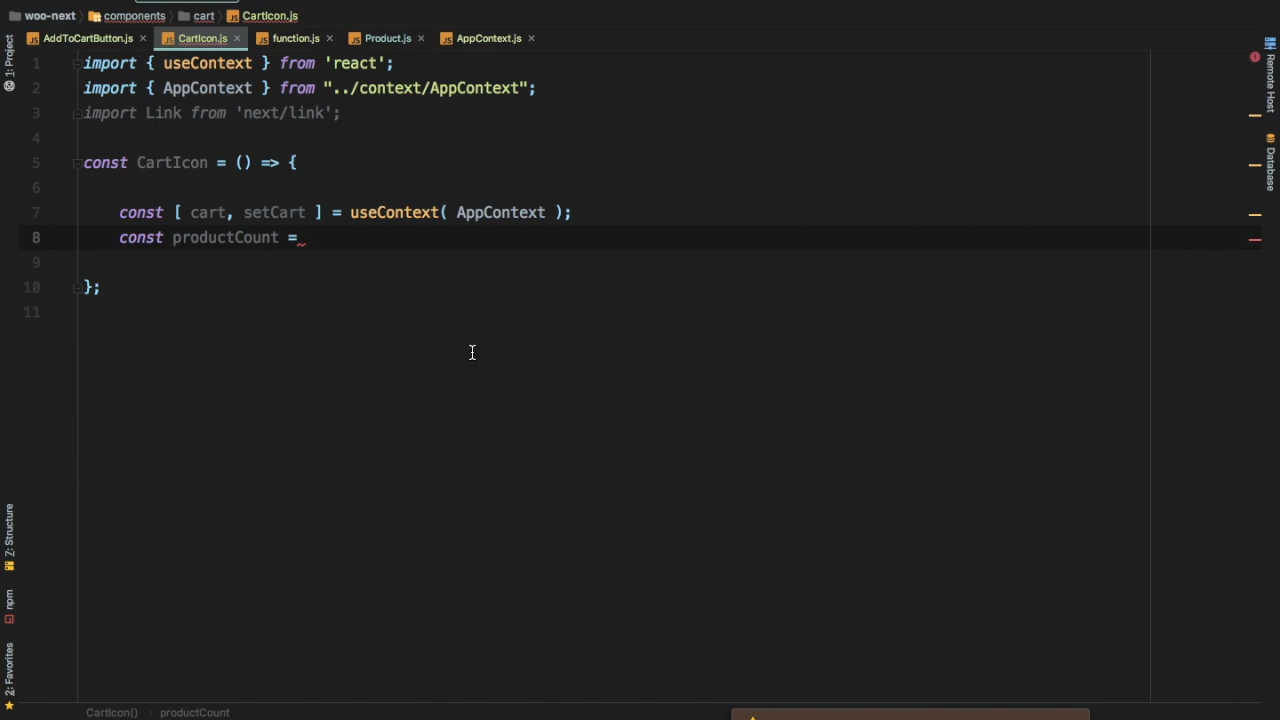 woo-next components cart CartIcon.js
AddToCartButton.js CartIcon.js function.js Product.js AppContext.js
1: Project
Remote Host
Database
1 import { useContext } from 'react';
2 import { AppContext } from "../context/AppContext";
3 import Link from 'next/link';
4
5 const CartIcon = () => {
6
7 const [ cart, setCart ] = useContext( AppContext );
8 const productCount =
9
10 };
11
Z: Structure
npm
2: Favorites
CartIcon() productCount